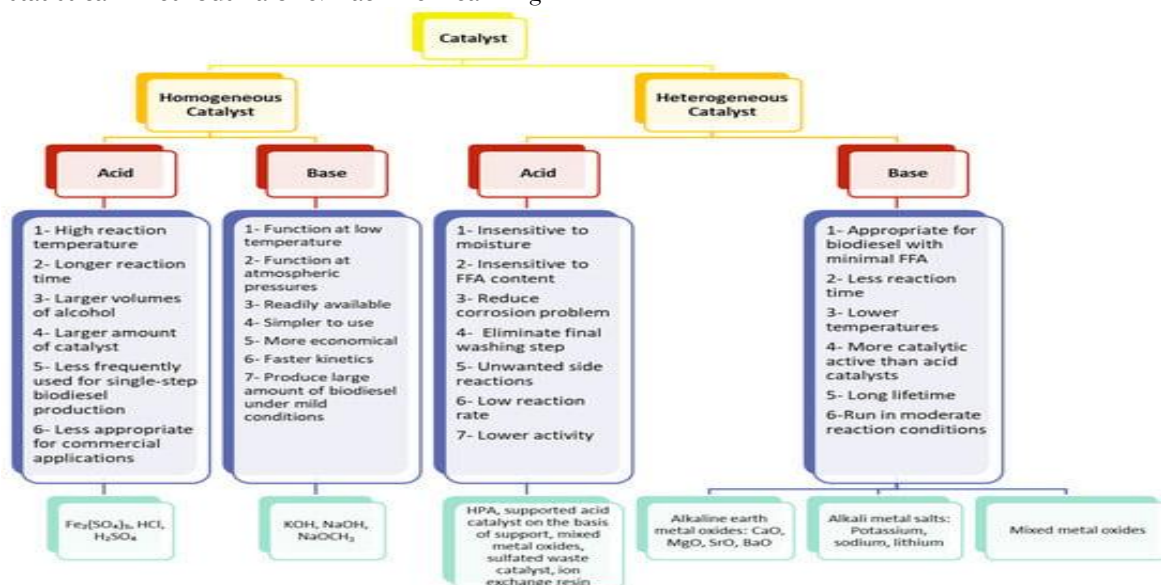 Catalyst
Homogeneous
Catalyst
Heterogeneous
Catalyst
Acid
Base
Acid
Base
1- High reaction
temperature
2- Longer reaction
time
3- Larger volumes
of alcohol
4- Larger amount
of catalyst
5- Less frequently
used for single-step
biodiesel
production
6- Less appropriate
for commercial
applications
1- Function at low
temperature
2- Function at
atmospheric
pressures
3- Readily available
4- Simpler to use
5- More economical
6- Faster kinetics
7- Produce large
amount of biodiesel
under mild
conditions
1- Insensitive to
moisture
2- Insensitive to
FFA content
3- Reduce
corrosion problem
4- Eliminate final
washing step
5- Unwanted side
reactions
6- Low reaction
rate
7- Lower activity
1- Appropriate for
biodiesel with
minimal FFA
2- Less reaction
time
3- Lower
temperatures
4- More catalytic
active than acid
catalysts
5- Long lifetime
6-Run in moderate
reaction conditions
HCl,
H₂SO₄
KOH, NaOH,
NaOCH₃
HPA, supported acid
catalyst on the basis
of support, mixed
metal oxides,
sulfated waste
catalyst, ion
exchange resin
Alkaline earth
metal oxides: CaO,
MgO, SrO, BaO
Alkali metal salts:
Potassium,
sodium, lithium
Mixed metal oxides